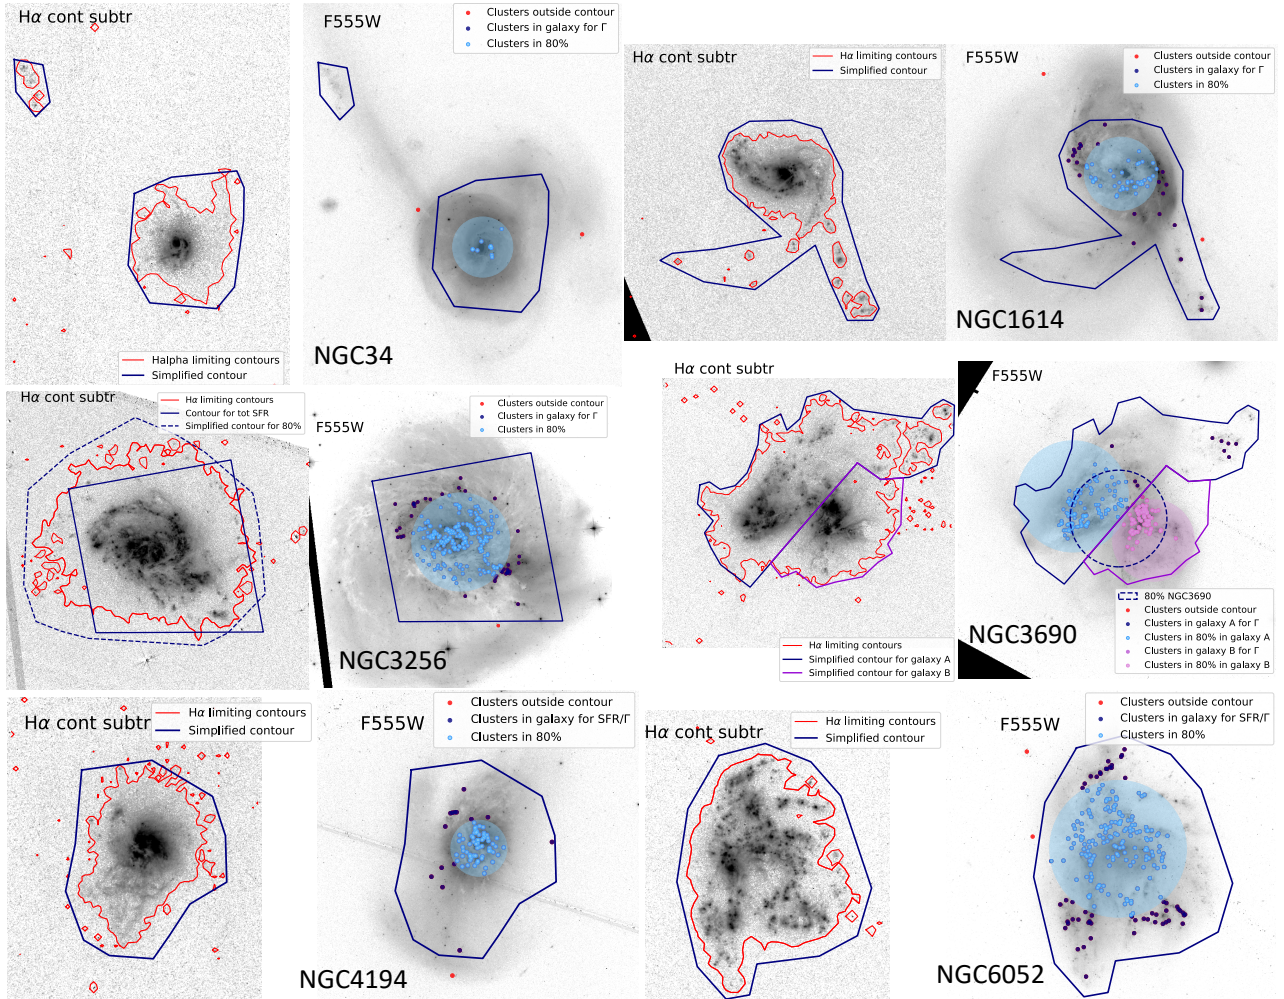 Hα cont subtr
Halpha limiting contours
Simplified contour
F555W
Clusters outside contour
Clusters in galaxy for Γ
Clusters in 80%
NGC34
Hα cont subtr
Hα limiting contours
Simplified contour
F555W
Clusters outside contour
Clusters in galaxy for Γ
Clusters in 80%
NGC1614
Hα cont subtr
Hα limiting contours
Contour for tot SFR
Simplified contour for 80%
F555W
Clusters outside contour
Clusters in galaxy for Γ
Clusters in 80%
NGC3256
Hα cont subtr
Hα limiting contours
Simplified contour for galaxy A
Simplified contour for galaxy B
F555W
80% NGC3690
Clusters outside contour
Clusters in galaxy A for Γ
Clusters in 80% in galaxy A
Clusters in galaxy B for Γ
Clusters in 80% in galaxy B
NGC3690
Hα cont subtr
Hα limiting contours
Simplified contour
F555W
Clusters outside contour
Clusters in galaxy for SFR/Γ
Clusters in 80%
NGC4194
Hα cont subtr
Hα limiting contours
Simplified contour
F555W
Clusters outside contour
Clusters in galaxy for SFR/Γ
Clusters in 80%
NGC6052